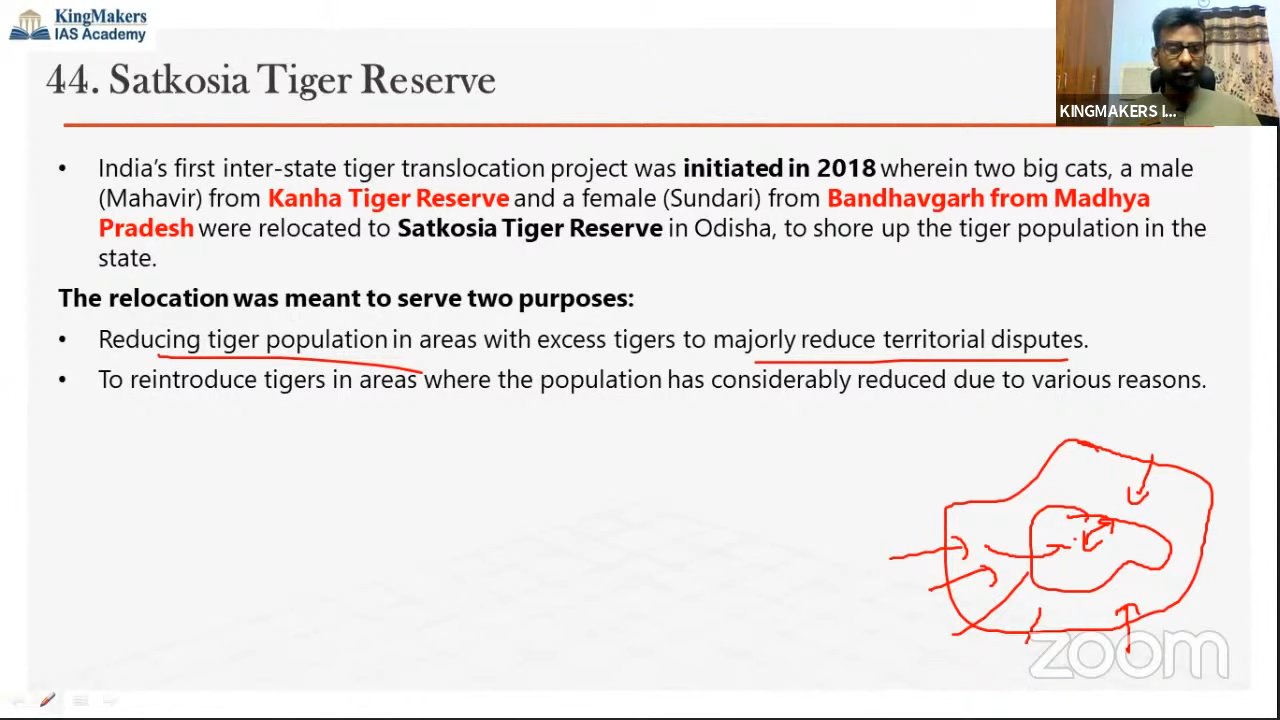 KingMakers
IAS Academy
44. Satkosia Tiger Reserve
KINGMAKERS I...
• India's first inter-state tiger translocation project was initiated in 2018 wherein two big cats, a male
(Mahavir) from Kanha Tiger Reserve and a female (Sundari) from Bandhavgarh from Madhya
Pradesh were relocated to Satkosia Tiger Reserve in Odisha, to shore up the tiger population in the
state.
The relocation was meant to serve two purposes:
• Reducing tiger population in areas with excess tigers to majorly reduce territorial disputes.
• To reintroduce tigers in areas where the population has considerably reduced due to various reasons.
zoom